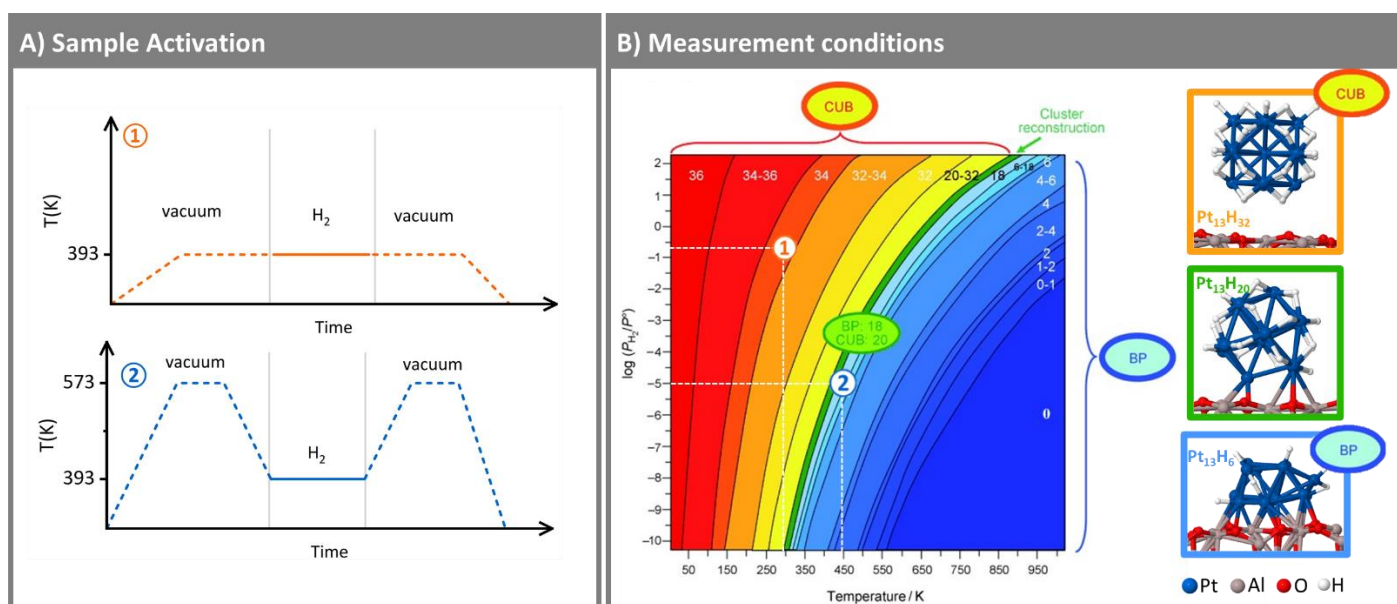 A) Sample Activation
①
T(K)
vacuum
H₂
vacuum
393
Time
②
vacuum
vacuum
573
T(K)
H₂
393
Time
B) Measurement conditions
CUB
Cluster
reconstruction
2
1
0
–1
–2
–3
–4
–5
–6
–7
–8
–9
–10
log (P_H₂/P°)
36
34-36
34
32-34
32
20-32
18
6-18
6
4-6
4
2-4
2
1-2
0-1
0
1
BP: 18
CUB: 20
2
50 150 250 350 450 550 650 750 850 950
Temperature / K
BP
CUB
Pt₁₃H₃₂
Pt₁₃H₂₀
BP
Pt₁₃H₆
Pt Al O H